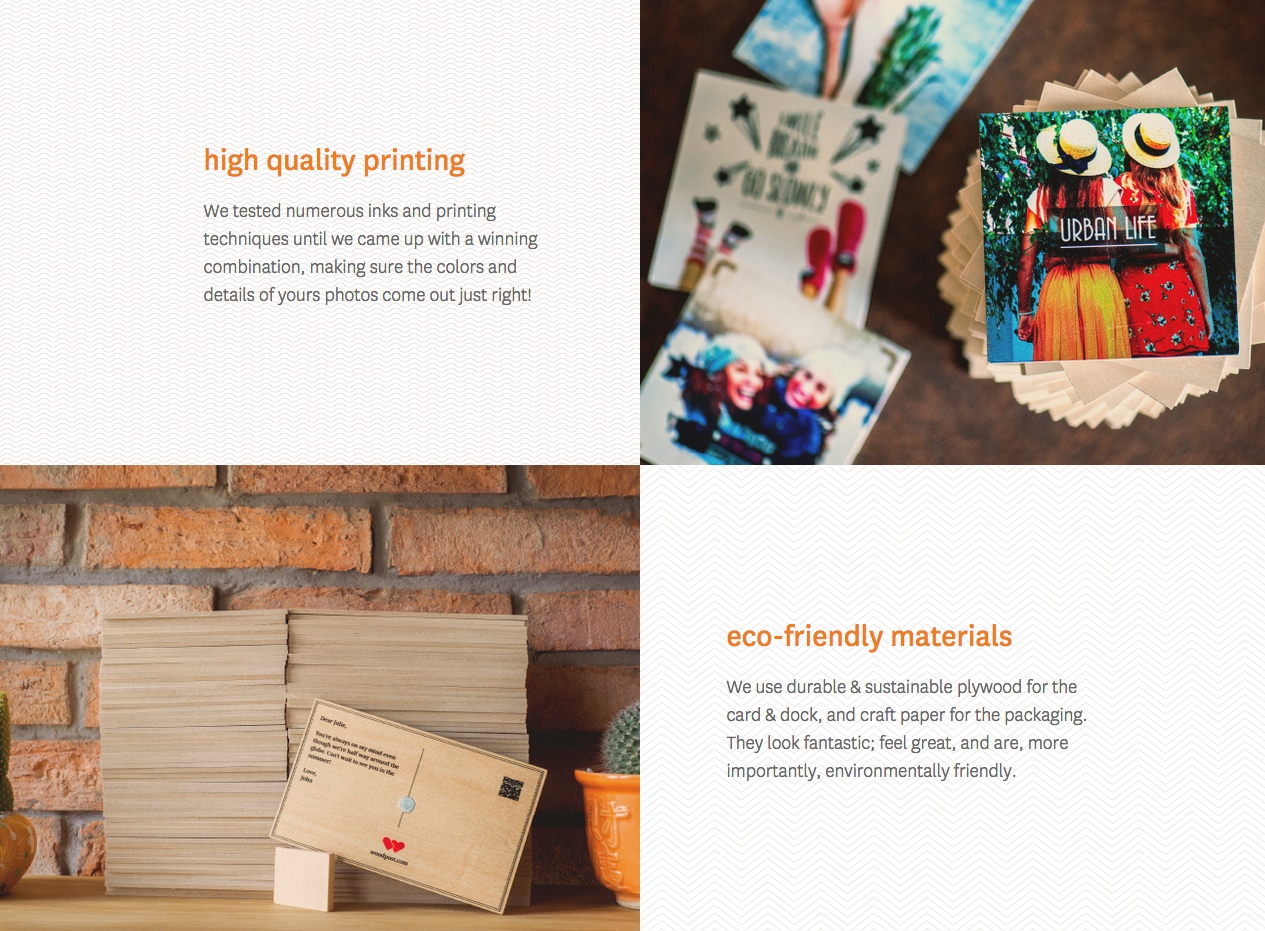 high quality printing
We tested numerous inks and printing
techniques until we came up with a winning
combination, making sure the colors and
details of yours photos come out just right!
SMILE
DREAM
GO SLOWLY
URBAN LIFE
Dear Julie,
You're always on my mind even
though we're half way around the
globe. Can't wait to see you in the
summer!
Love,
John
woodpost.com
eco-friendly materials
We use durable & sustainable plywood for the
card & dock, and craft paper for the packaging.
They look fantastic; feel great, and are, more
importantly, environmentally friendly.